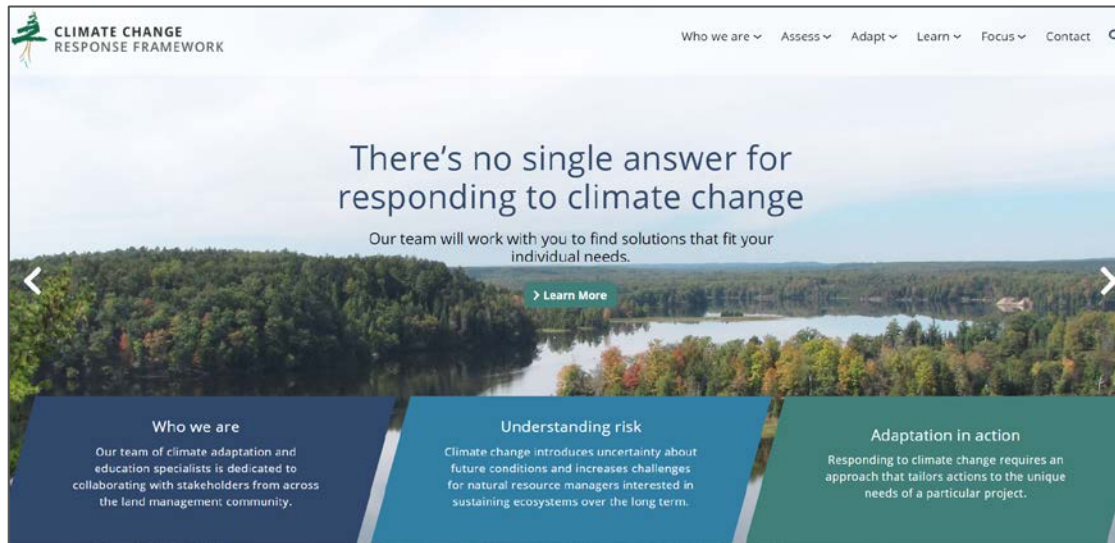 CLIMATE CHANGE
RESPONSE FRAMEWORK
Who we are
Assess
Adapt
Learn
Focus
Contact
There's no single answer for
responding to climate change
Our team will work with you to find solutions that fit your
individual needs.
Learn More
Who we are
Our team of climate adaptation and
education specialists is dedicated to
collaborating with stakeholders from across
the land management community.
Understanding risk
Climate change introduces uncertainty about
future conditions and increases challenges
for natural resource managers interested in
sustaining ecosystems over the long term.
Adaptation in action
Responding to climate change requires an
approach that tailors actions to the unique
needs of a particular project.